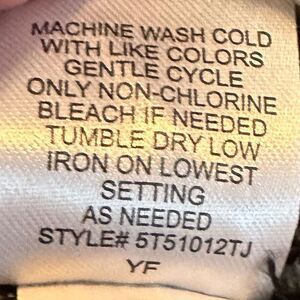 MACHINE WASH COLD
WITH LIKE COLORS
GENTLE CYCLE
ONLY NON-CHLORINE
BLEACH IF NEEDED
TUMBLE DRY LOW
IRON ON LOWEST
SETTING
AS NEEDED
STYLE# 5T51012TJ
YF